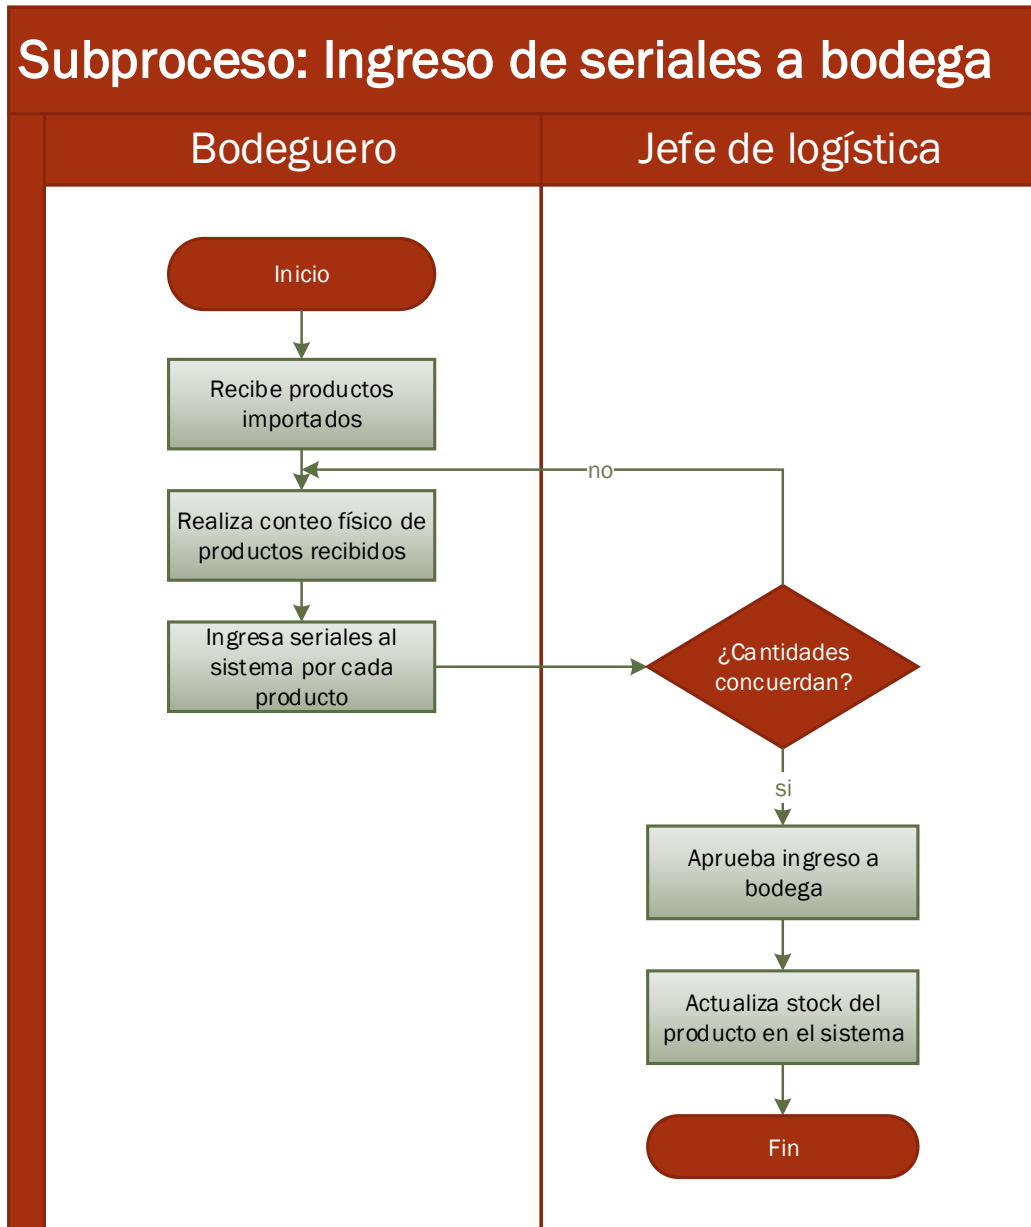 Subproceso: Ingreso de seriales a bodega
Bodeguero
Jefe de logística
Inicio
Recibe productos
importados
no
Realiza conteo físico de
productos recibidos
Ingresa seriales al
sistema por cada
producto
¿Cantidades
concuerdan?
si
Aprueba ingreso a
bodega
Actualiza stock del
producto en el sistema
Fin